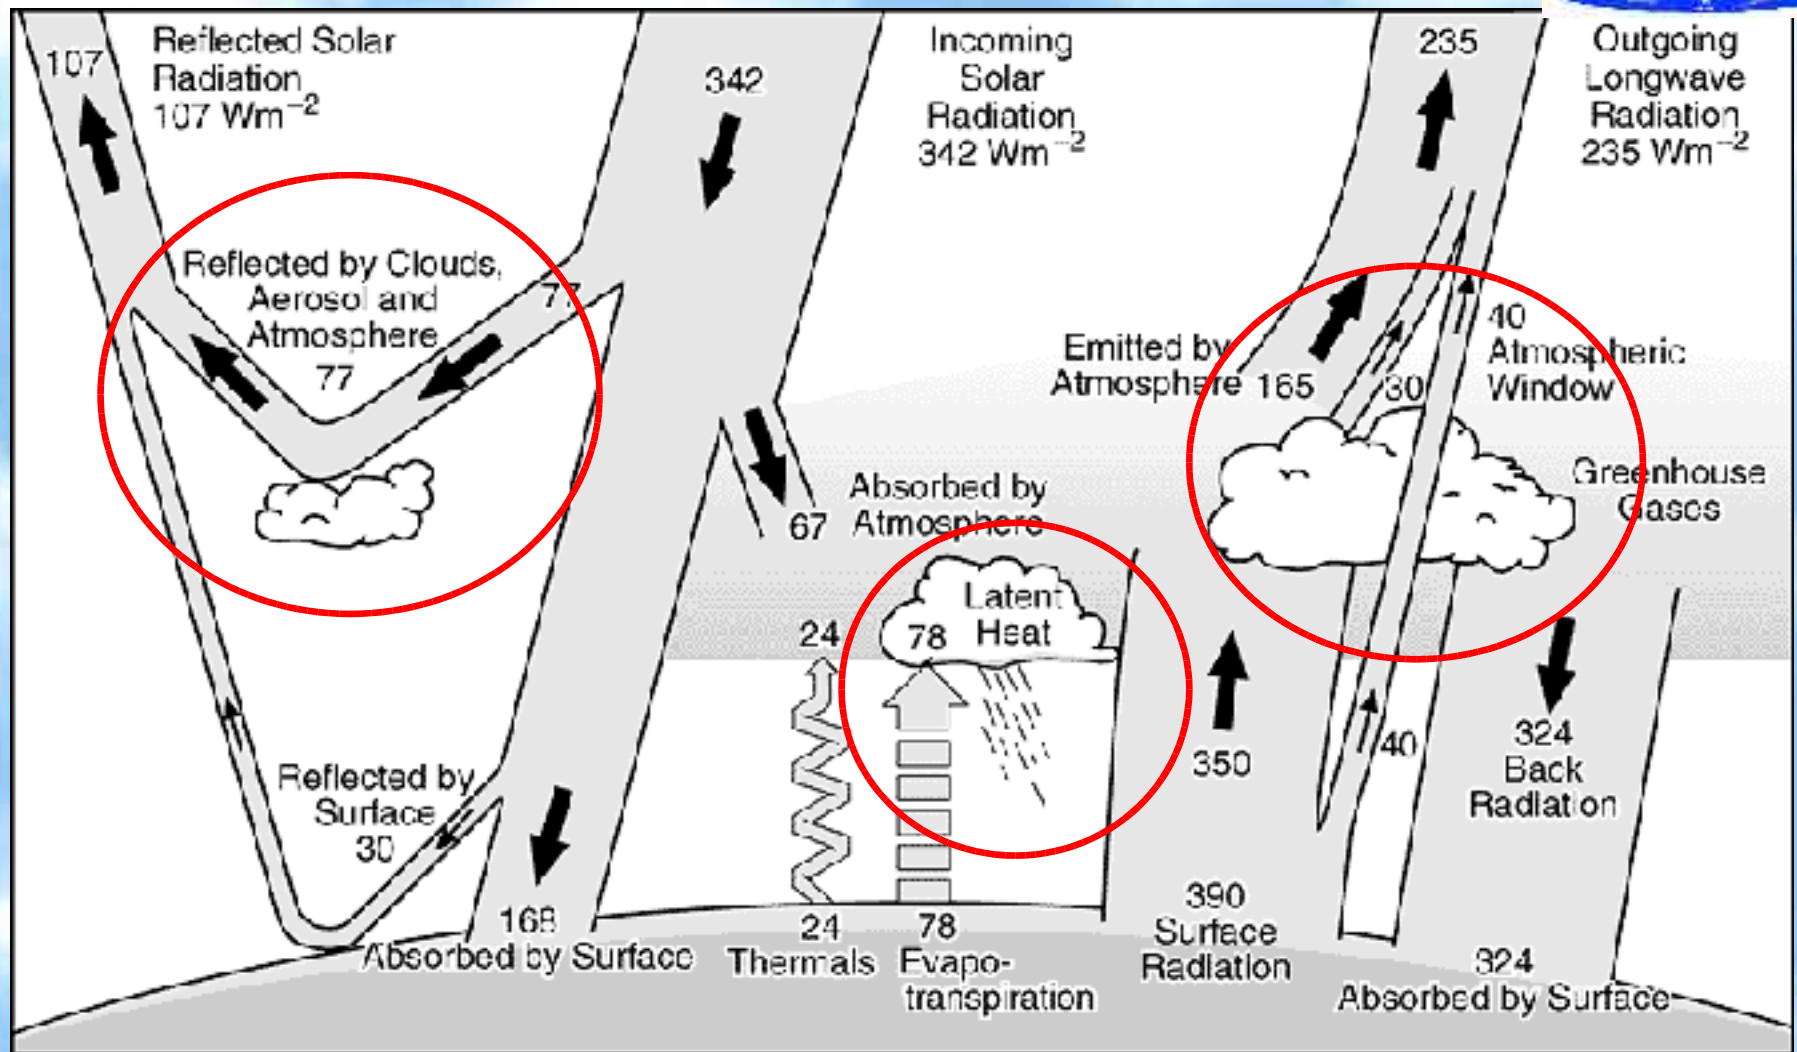 107
Reflected Solar
Radiation
107 Wm−2
342
Incoming
Solar
Radiation
342 Wm−2
235
Outgoing
Longwave
Radiation
235 Wm−2
Reflected by Clouds,
Aerosol and
Atmosphere
77
77
Emitted by
Atmosphere
165
30
40
Atmospheric
Window
Greenhouse
Gases
67
Absorbed by
Atmosphere
Latent
Heat
24
78
350
40
324
Back
Radiation
Reflected by
Surface
30
168
Absorbed by Surface
24
Thermals
78
Evapo-
transpiration
390
Surface
Radiation
324
Absorbed by Surface